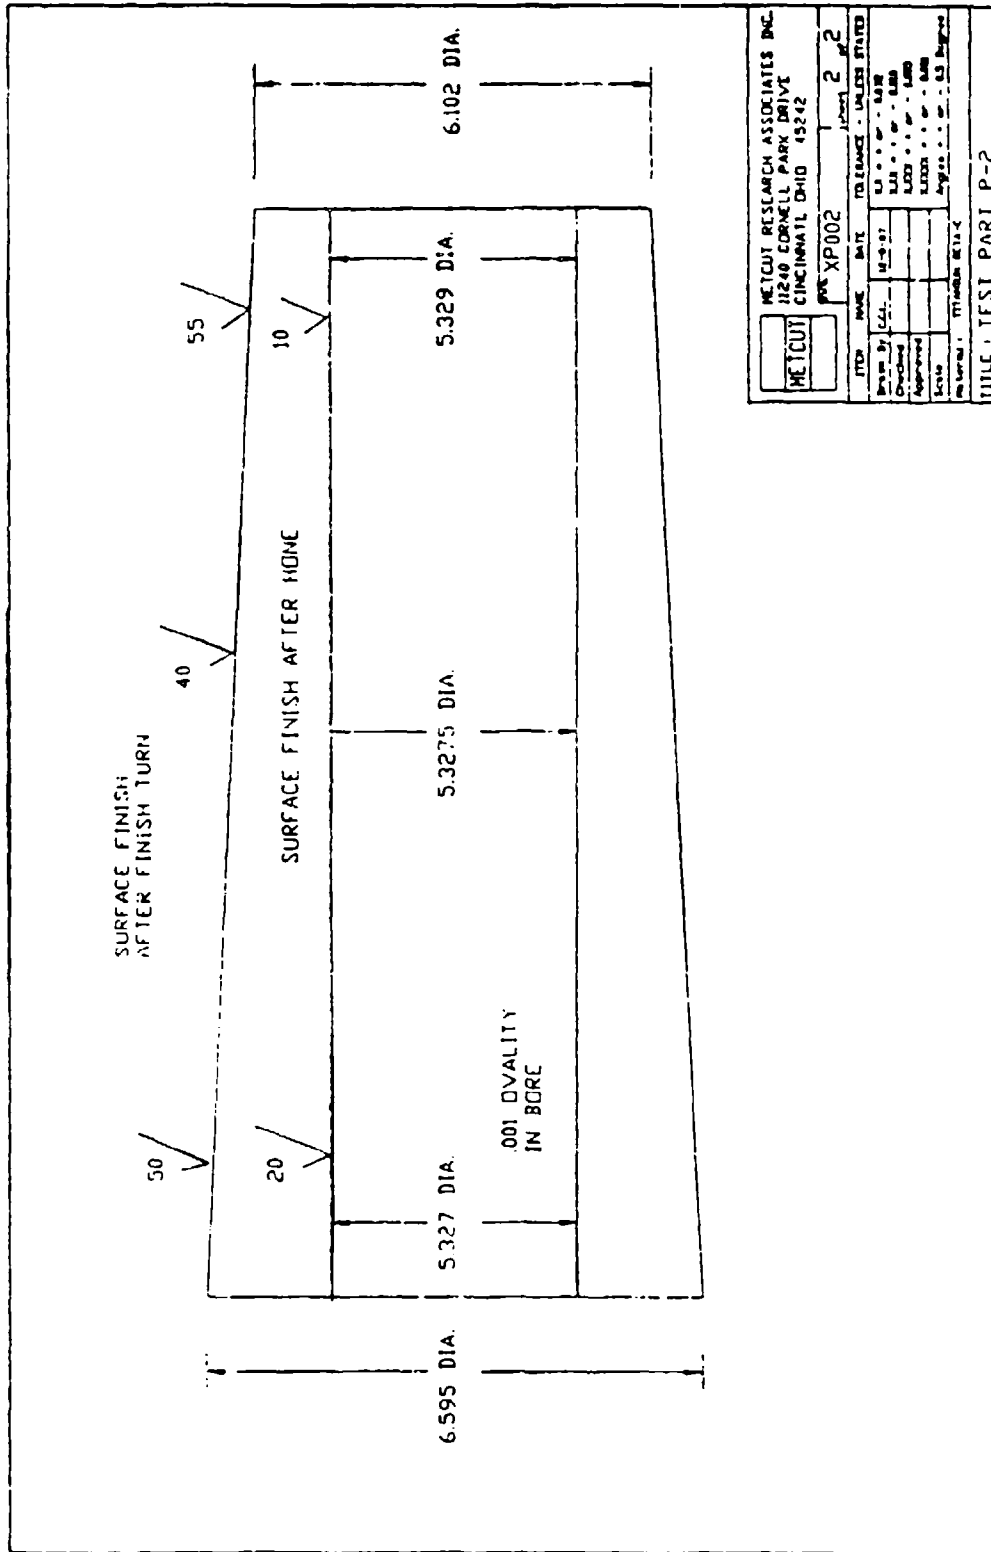 SURFACE FINISH
AFTER FINISH TURN
50
40
55
SURFACE FINISH AFTER HONE
20
10
6.595 DIA.
5.327 DIA.
5.3275 DIA.
5.329 DIA.
6.102 DIA.
.001 OVALITY
IN BORE
METCUT
METCUT RESEARCH ASSOCIATES INC.
11240 CORNELL PARK DRIVE
CINCINNATI, OHIO 45242
XP002
2 of 2
ITEM NAME DATE TOLERANCE - UNLESS STATED
Drawn By
Checked
Approved
Scale
Material: TITANIUM BETA-C
TITLE: TEST PART P-2